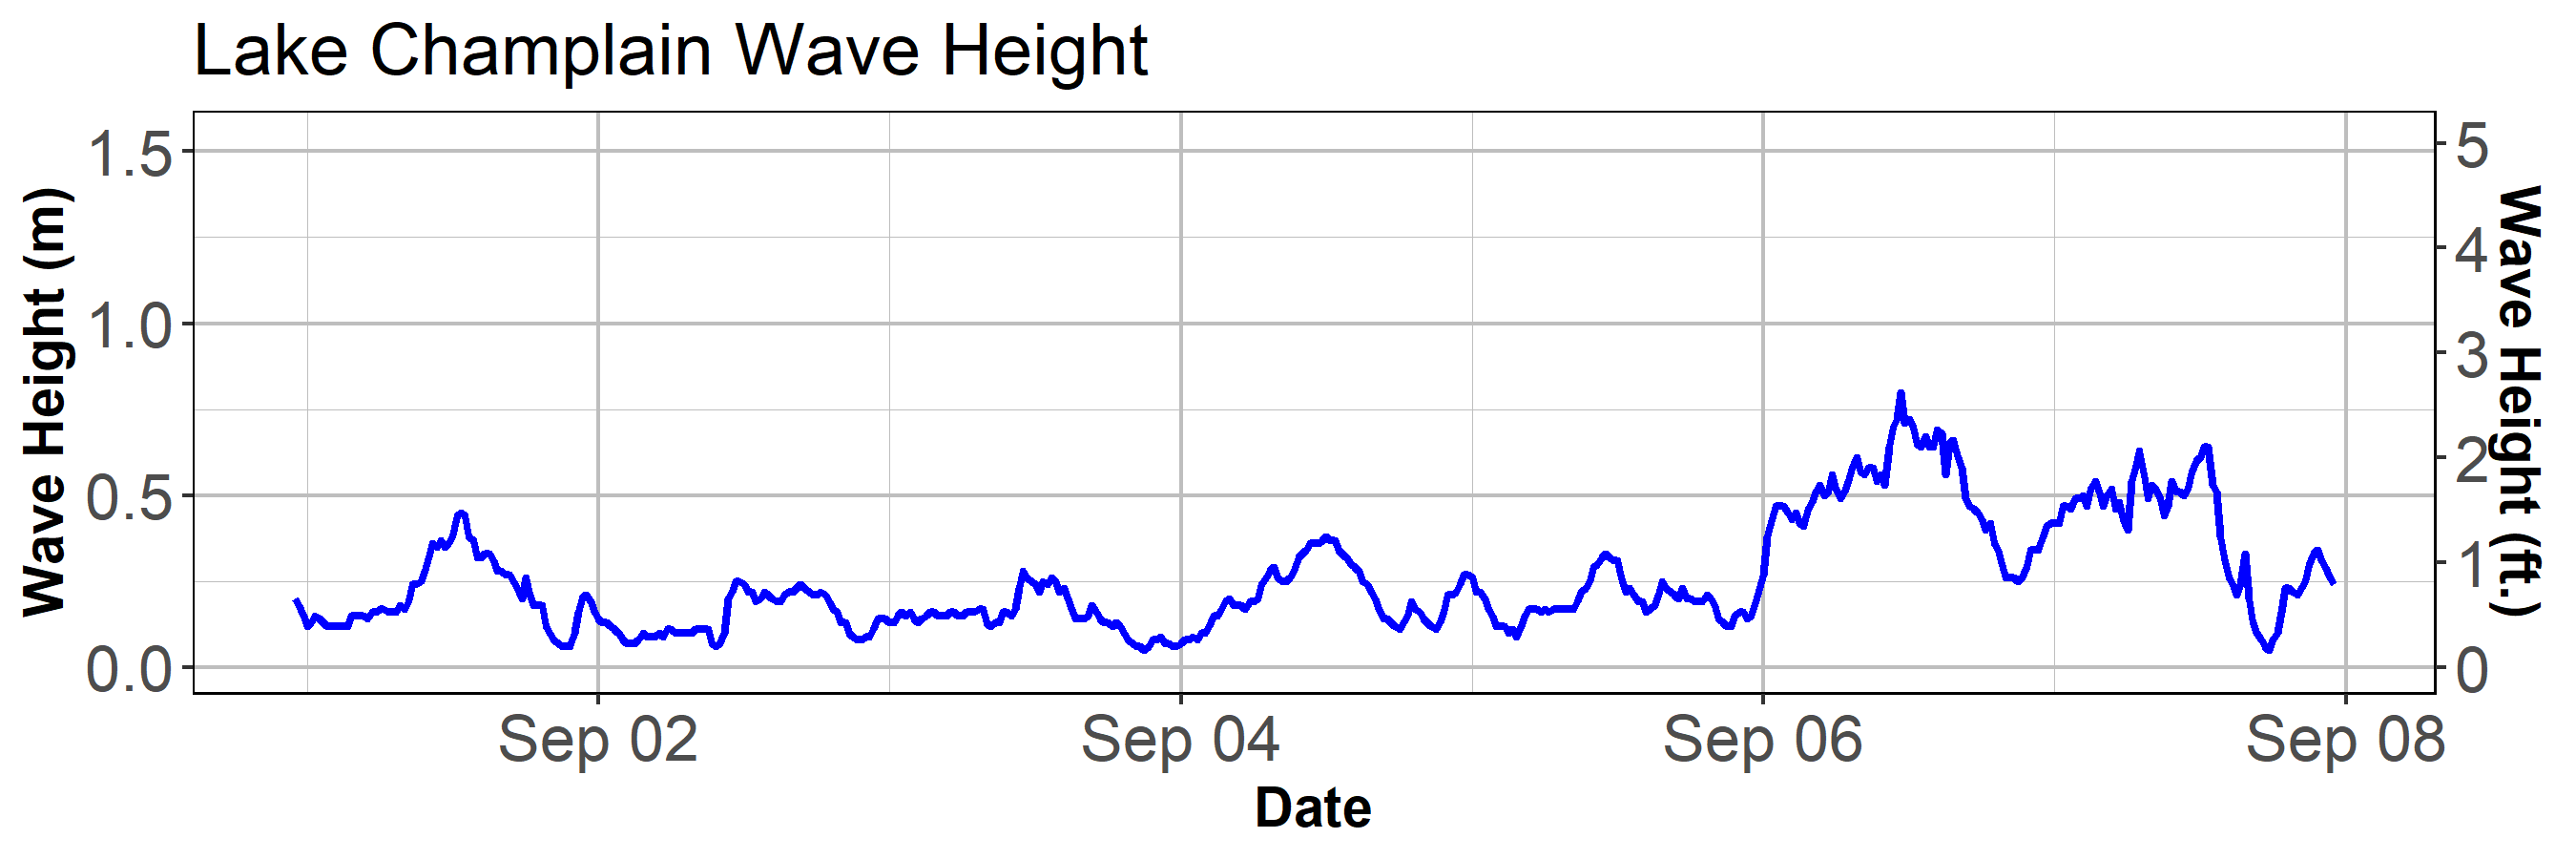 Lake Champlain Wave Height
Wave Height (m)
1.5
1.0
0.5
0.0
5
4
3
2
1
0
Wave Height (ft.)
Sep 02
Sep 04
Sep 06
Sep 08
Date